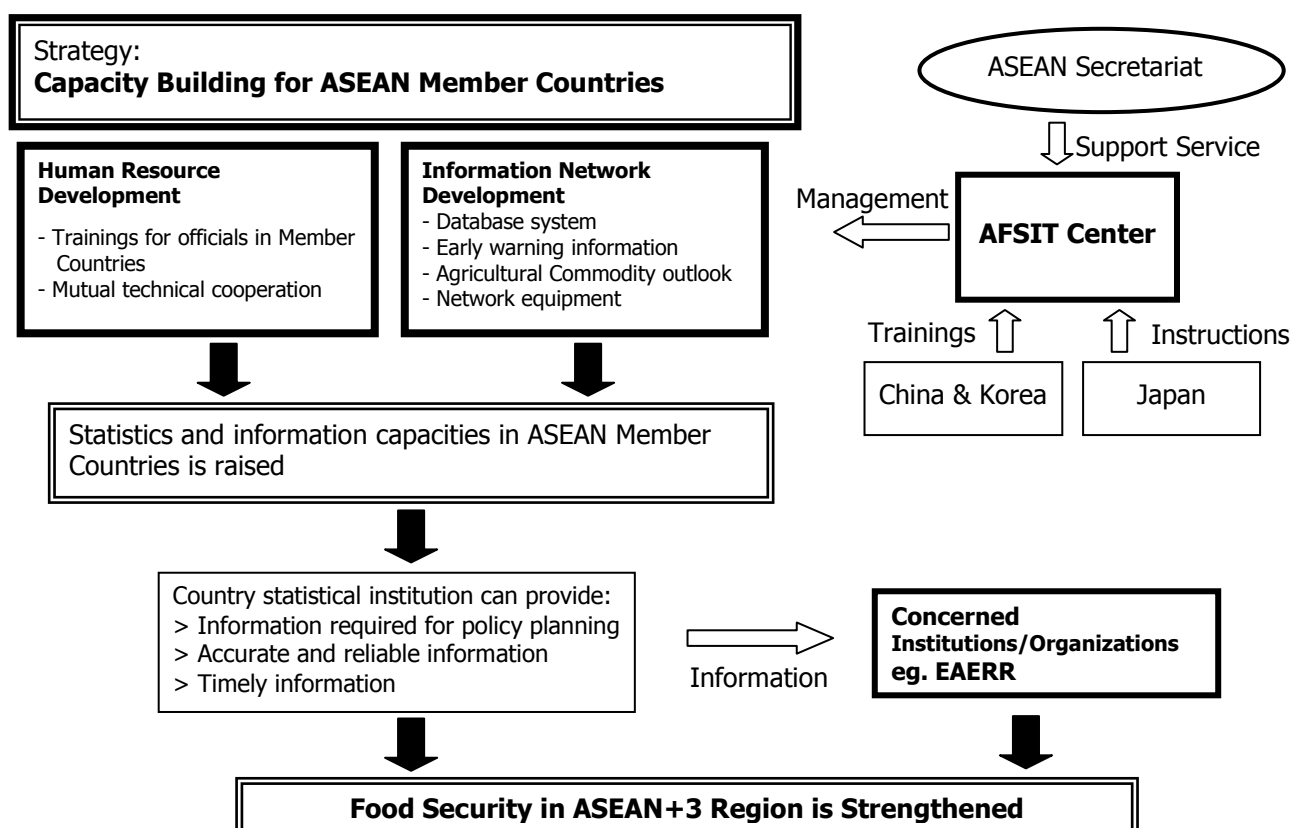 Strategy:
Capacity Building for ASEAN Member Countries
ASEAN Secretariat
Support Service
Human Resource
Development
- Trainings for officials in Member
Countries
- Mutual technical cooperation
Information Network
Development
- Database system
- Early warning information
- Agricultural Commodity outlook
- Network equipment
Management
AFSIT Center
Trainings
Instructions
China & Korea
Japan
Statistics and information capacities in ASEAN Member
Countries is raised
Country statistical institution can provide:
> Information required for policy planning
> Accurate and reliable information
> Timely information
Information
Concerned
Institutions/Organizations
eg. EAERR
Food Security in ASEAN+3 Region is Strengthened